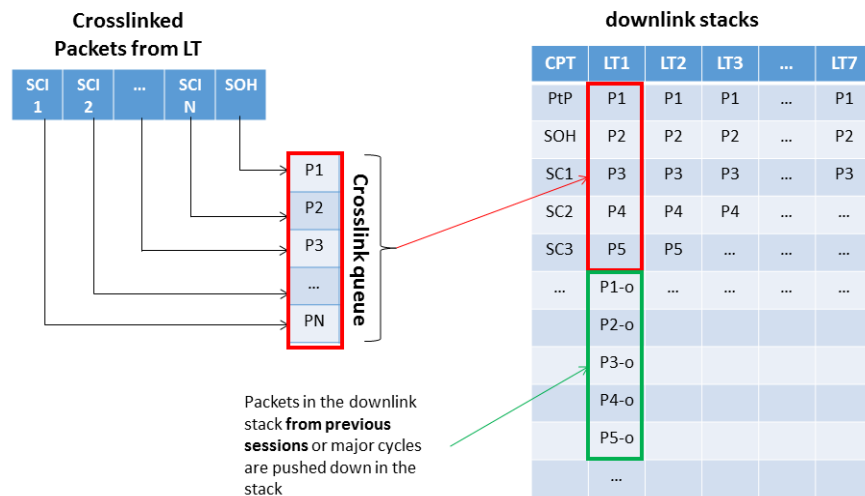 Crosslinked
Packets from LT
SCI SCI ... SCI SOH
1 2 N
P1
P2
P3
...
PN
Crosslink queue
Packets in the downlink
stack from previous
sessions or major cycles
are pushed down in the
stack
downlink stacks
CPT LT1 LT2 LT3 ... LT7
PtP P1 P1 P1 ... P1
SOH P2 P2 P2 ... P2
SC1 P3 P3 P3 ... P3
SC2 P4 P4 P4 ... ...
SC3 P5 P5 ... ... ...
... P1-o ... ... ... ...
P2-o
P3-o
P4-o
P5-o
...